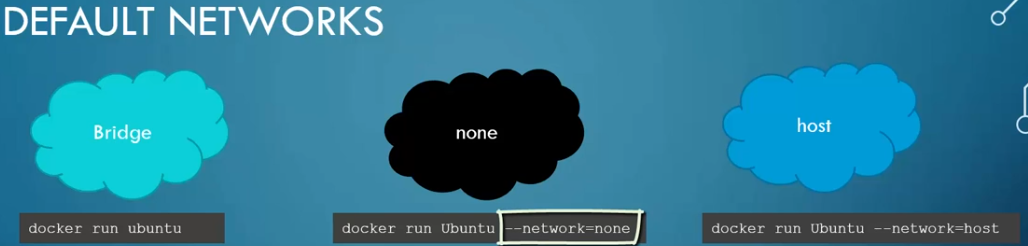 DEFAULT NETWORKS
Bridge
none
host
docker run ubuntu
docker run Ubuntu --network=none
docker run Ubuntu --network=host